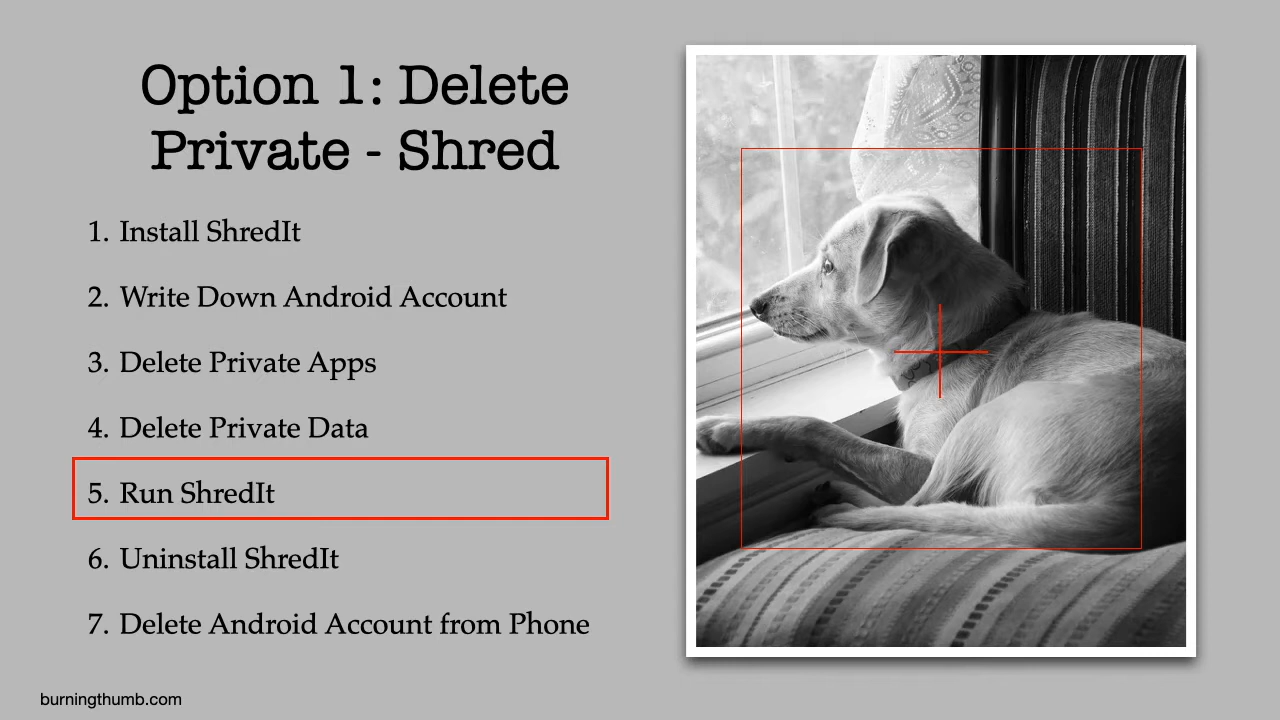 Option 1: Delete
Private - Shred
1. Install ShredIt
2. Write Down Android Account
3. Delete Private Apps
4. Delete Private Data
5. Run ShredIt
6. Uninstall ShredIt
7. Delete Android Account from Phone
burningthumb.com